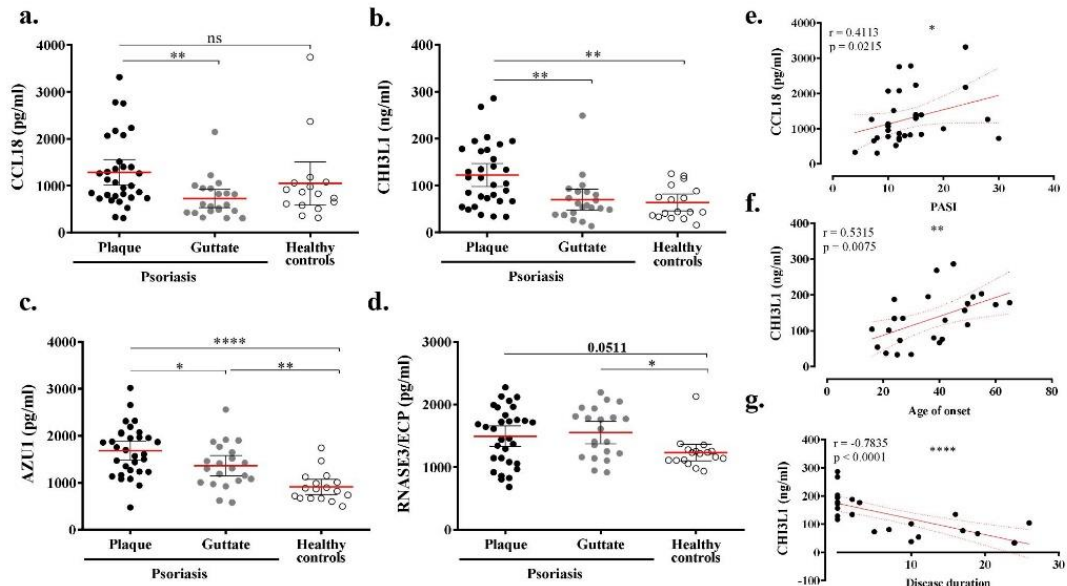 a.
ns
**
CCL18 (pg/ml)
4000
3000
2000
1000
0
Plaque Guttate Healthy
controls
Psoriasis
b.
**
**
CHI3L1 (ng/ml)
400
300
200
100
0
Plaque Guttate Healthy
controls
Psoriasis
c.
****
* **
AZU1 (pg/ml)
4000
3000
2000
1000
0
Plaque Guttate Healthy
controls
Psoriasis
d.
0.0511
*
RNASE3/ECP (pg/ml)
3000
2000
1000
0
Plaque Guttate Healthy
controls
Psoriasis
e.
r = 0.4113
p = 0.0215
*
CCL18 (pg/ml)
4000
3000
2000
1000
0
0 10 20 30 40
PASI
f.
r = 0.5315
p = 0.0075
**
CHI3L1 (ng/ml)
400
300
200
100
0
0 20 40 60 80
Age of onset
g.
r = -0.7835
p < 0.0001
****
CHI3L1 (ng/ml)
400
300
200
100
0
-100
0 10 20 30
Disease duration